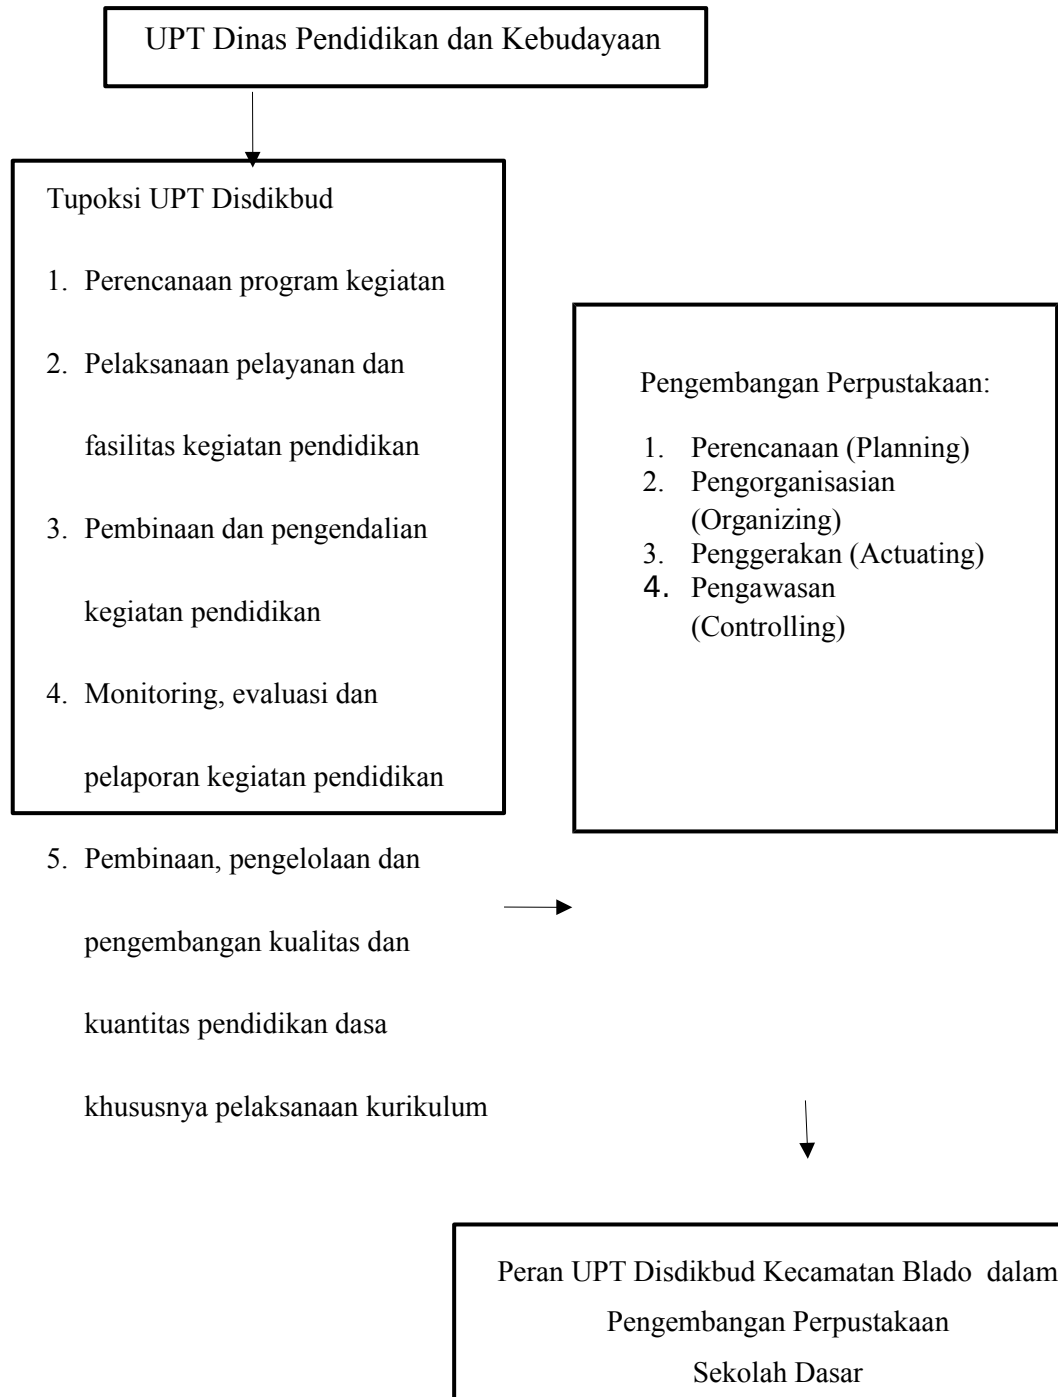 UPT Dinas Pendidikan dan Kebudayaan
Tupoksi UPT Disdikbud
1. Perencanaan program kegiatan
2. Pelaksanaan pelayanan dan
fasilitas kegiatan pendidikan
3. Pembinaan dan pengendalian
kegiatan pendidikan
4. Monitoring, evaluasi dan
pelaporan kegiatan pendidikan
5. Pembinaan, pengelolaan dan
pengembangan kualitas dan
kuantitas pendidikan dasa
khususnya pelaksanaan kurikulum
Pengembangan Perpustakaan:
1. Perencanaan (Planning)
2. Pengorganisasian
(Organizing)
3. Penggerakan (Actuating)
4. Pengawasan
(Controlling)
Peran UPT Disdikbud Kecamatan Blado dalam
Pengembangan Perpustakaan
Sekolah Dasar